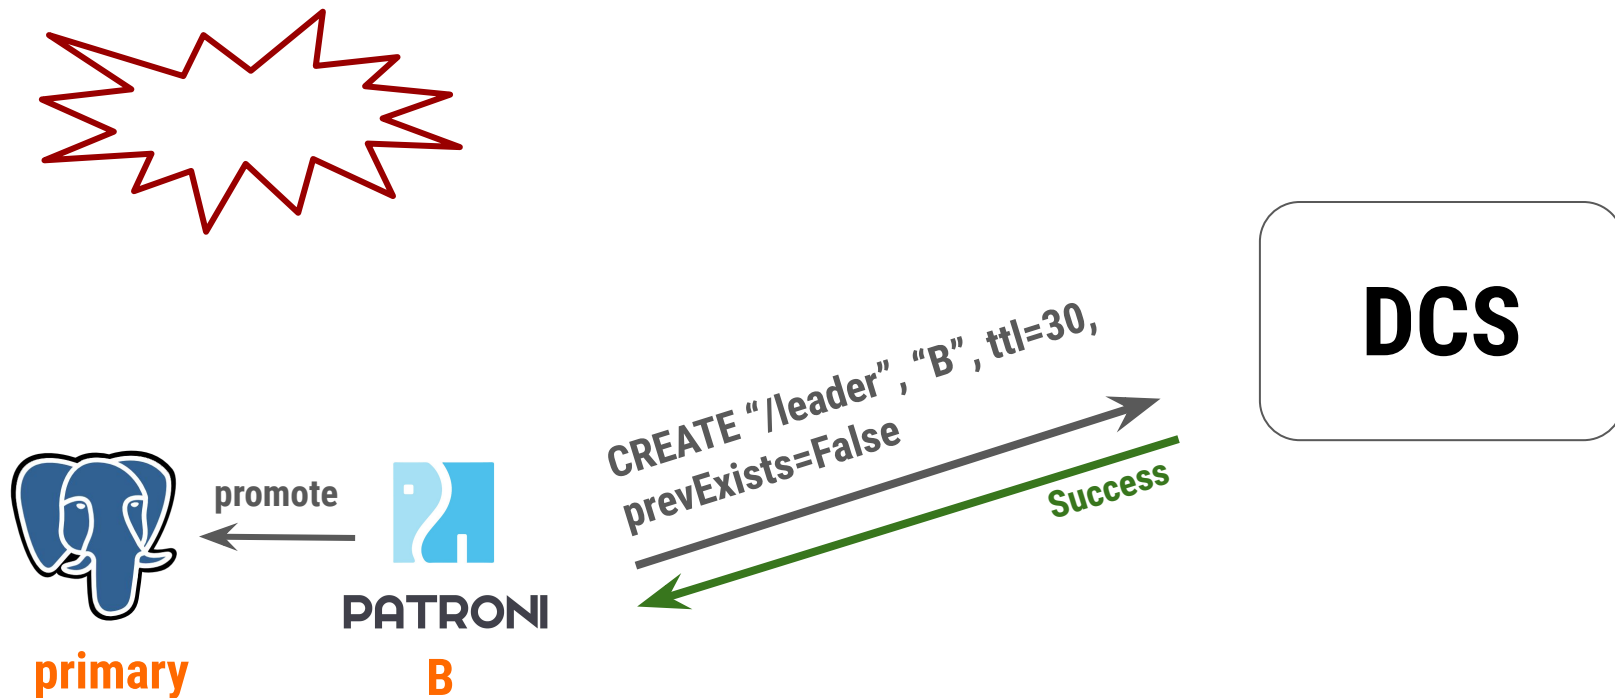 DCS
CREATE “/leader”, “B”, ttl=30,
prevExists=False
Success
promote
PATRONI
primary
B